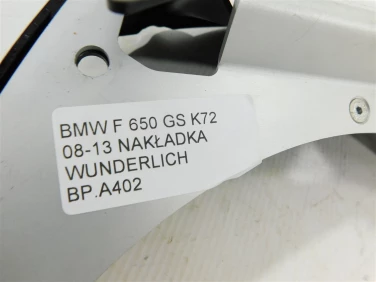 BMW F 650 GS K72
08-13 NAKŁADKA
WUNDERLICH
BP.A402